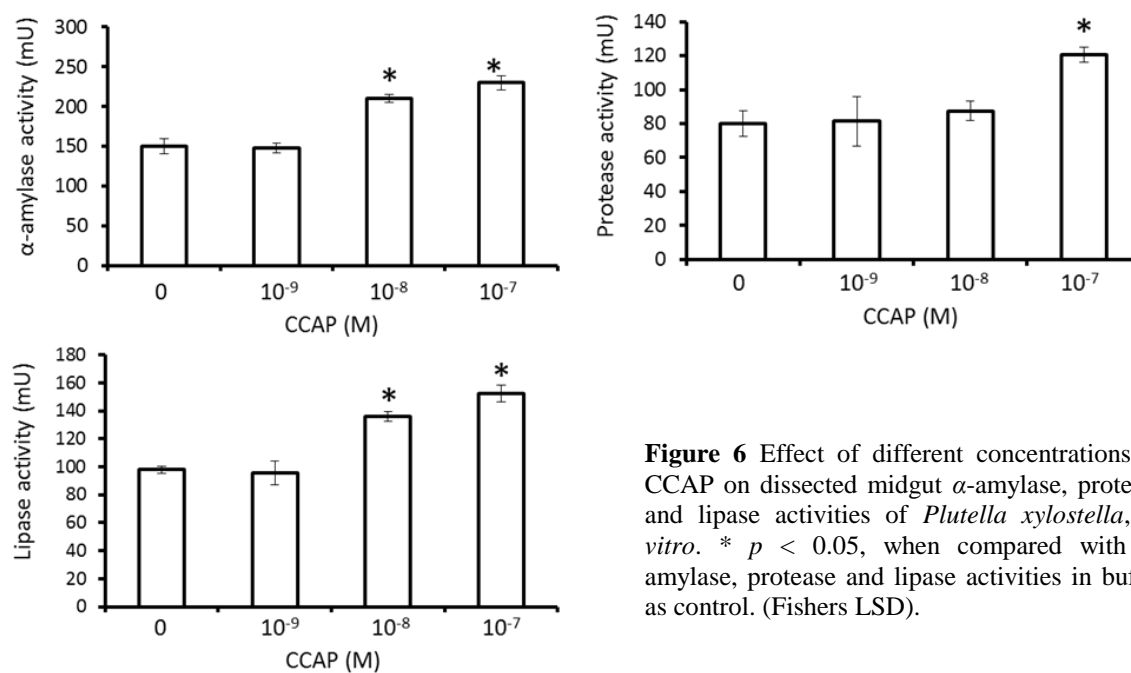 α-amylase activity (mU)
300
250
200
150
100
50
0
* *
0 10⁻⁹ 10⁻⁸ 10⁻⁷
CCAP (M)
Protease activity (mU)
140
120
100
80
60
40
20
0
*
0 10⁻⁹ 10⁻⁸ 10⁻⁷
CCAP (M)
Lipase activity (mU)
180
160
140
120
100
80
60
40
20
0
* *
0 10⁻⁹ 10⁻⁸ 10⁻⁷
CCAP (M)
Figure 6 Effect of different concentrations
CCAP on dissected midgut α-amylase, prote
and lipase activities of Plutella xylostella,
vitro. * p < 0.05, when compared with
amylase, protease and lipase activities in buf
as control. (Fishers LSD).